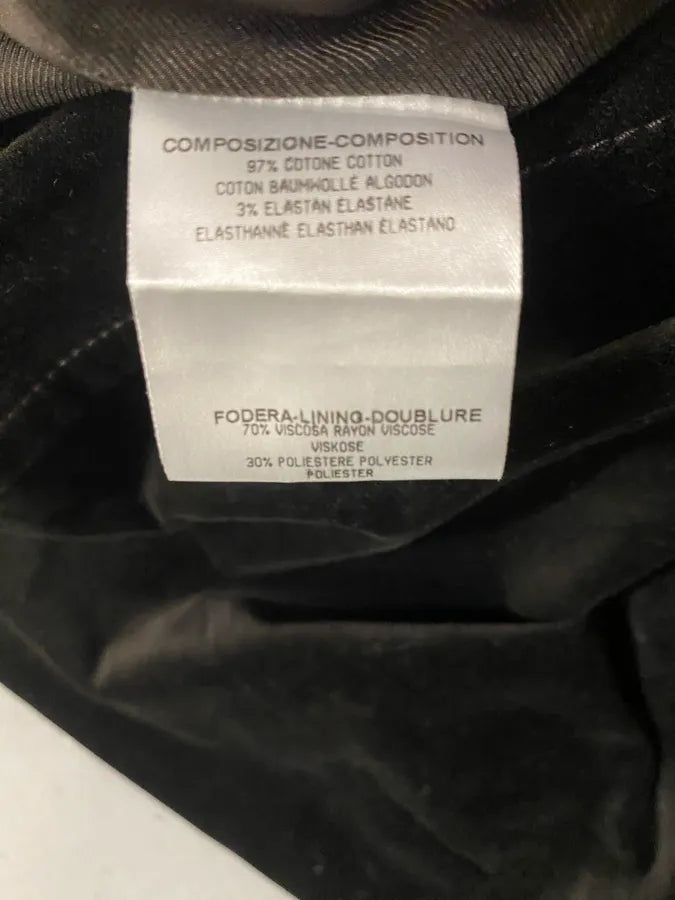 COMPOSIZIONE-COMPOSITION
97% COTONE COTTON
COTON BAUMWOLLE ALGODON
3% ELASTAN ELASTANE
ELASTHANNE ELASTHAN ELASTANO
FODERA-LINING-DOUBLURE
70% VISCOSA RAYON VISCOSE
VISKOSE
30% POLIESTERE POLYESTER
POLIESTER